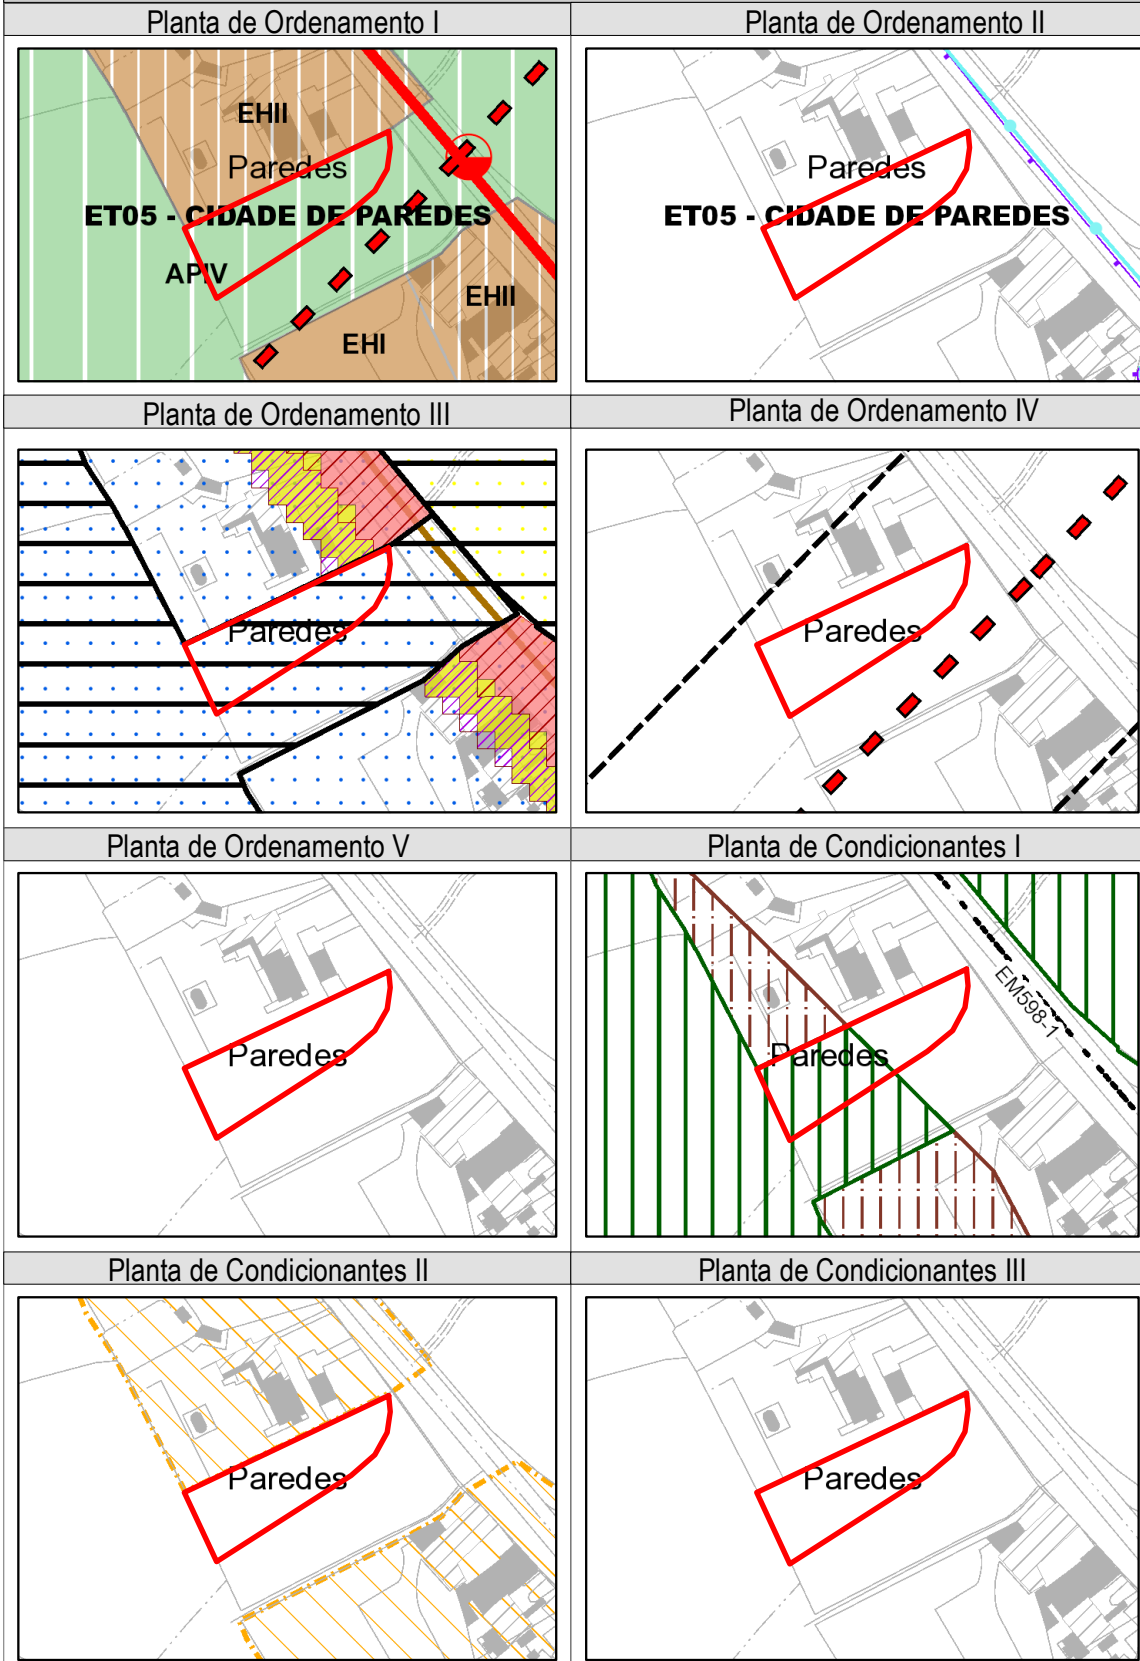 Planta de Ordenamento I
Planta de Ordenamento II
EHII
Paredes
ET05 - CIDADE DE PAREDES
APIV
EHII
EHI
Paredes
ET05 - CIDADE DE PAREDES
Planta de Ordenamento III
Planta de Ordenamento IV
Paredes
Paredes
Planta de Ordenamento V
Planta de Condicionantes I
Paredes
EM598-1
Paredes
Planta de Condicionantes II
Planta de Condicionantes III
Paredes
Paredes